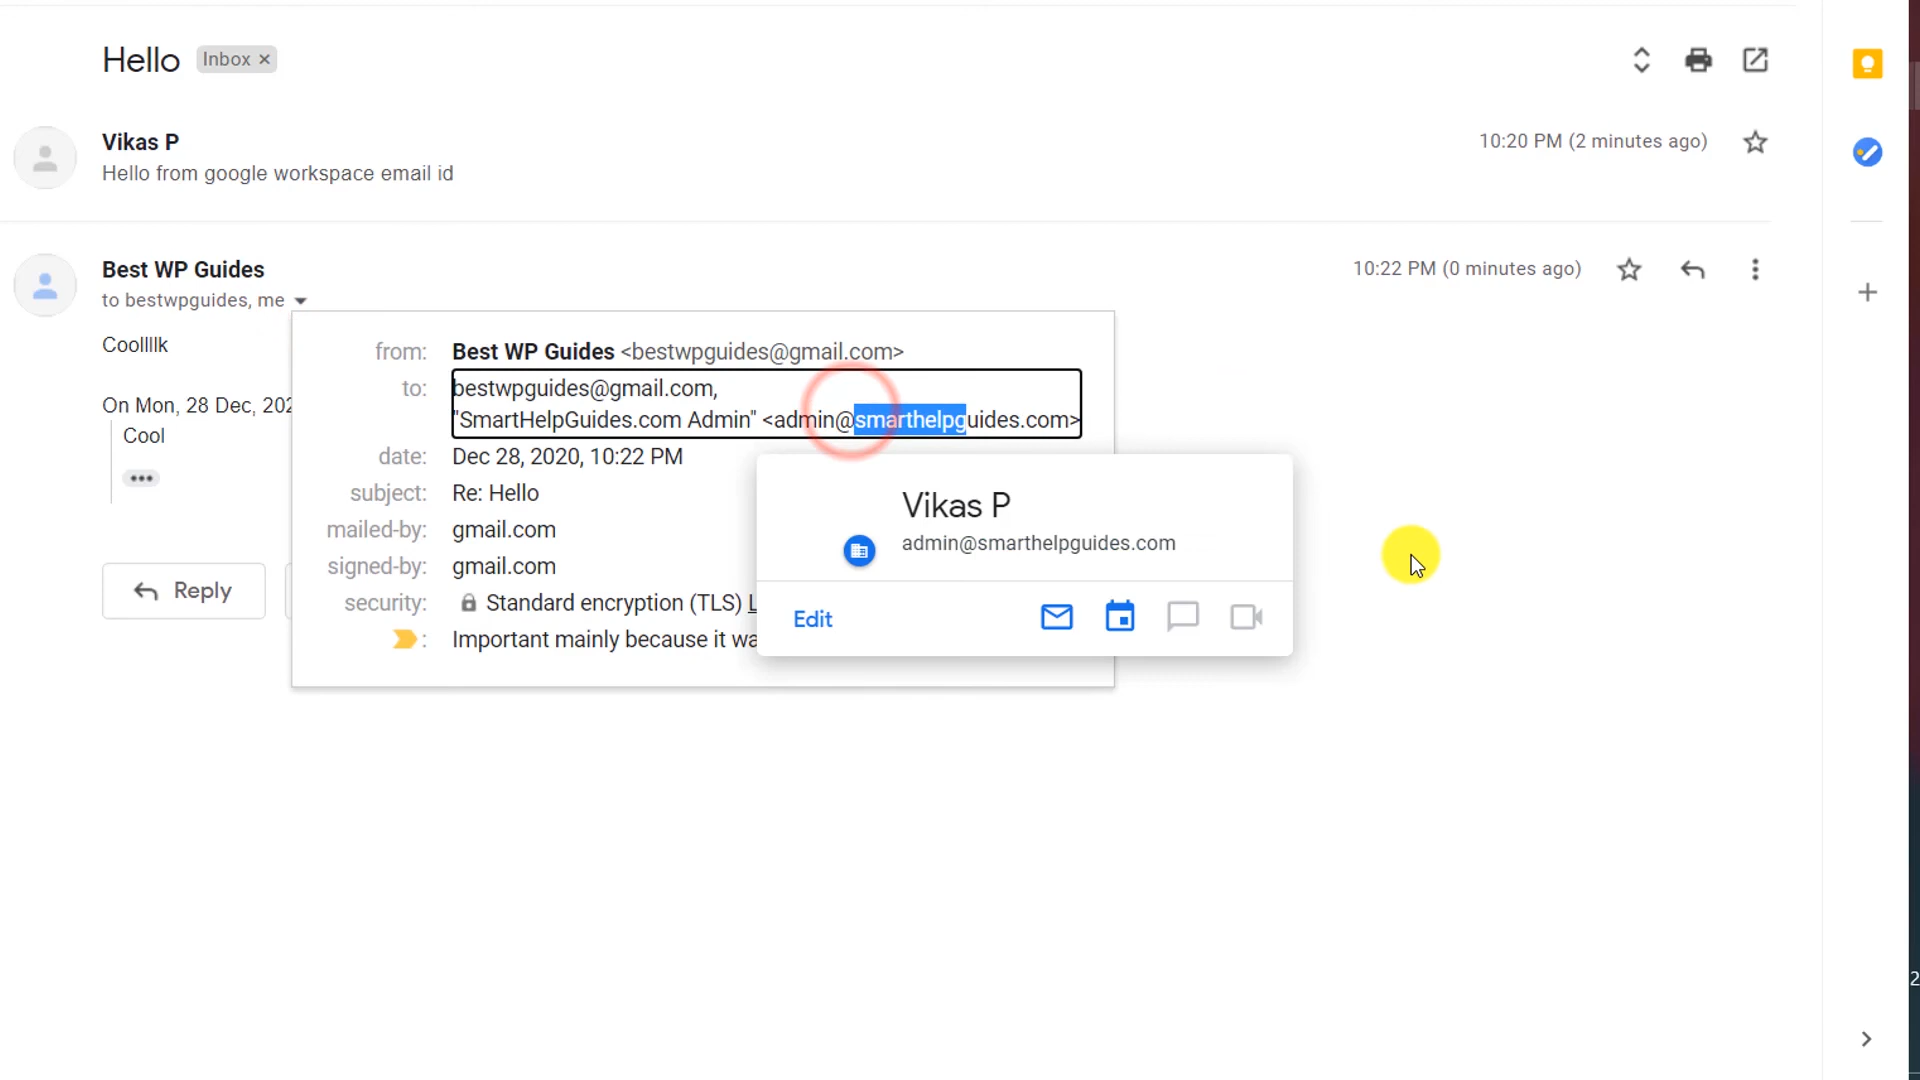 Hello Inbox ×
Vikas P 10:20 PM (2 minutes ago)
Hello from google workspace email id
Best WP Guides 10:22 PM (0 minutes ago)
to bestwpguides, me
Coollllk
from: Best WP Guides <bestwpguides@gmail.com>
to: bestwpguides@gmail.com,
"SmartHelpGuides.com Admin" <admin@smarthelpguides.com>
On Mon, 28 Dec, 202
Cool
date: Dec 28, 2020, 10:22 PM
subject: Re: Hello
mailed-by: gmail.com
signed-by: gmail.com
security: Standard encryption (TLS) L
: Important mainly because it wa
Vikas P
admin@smarthelpguides.com
Edit
Reply
2